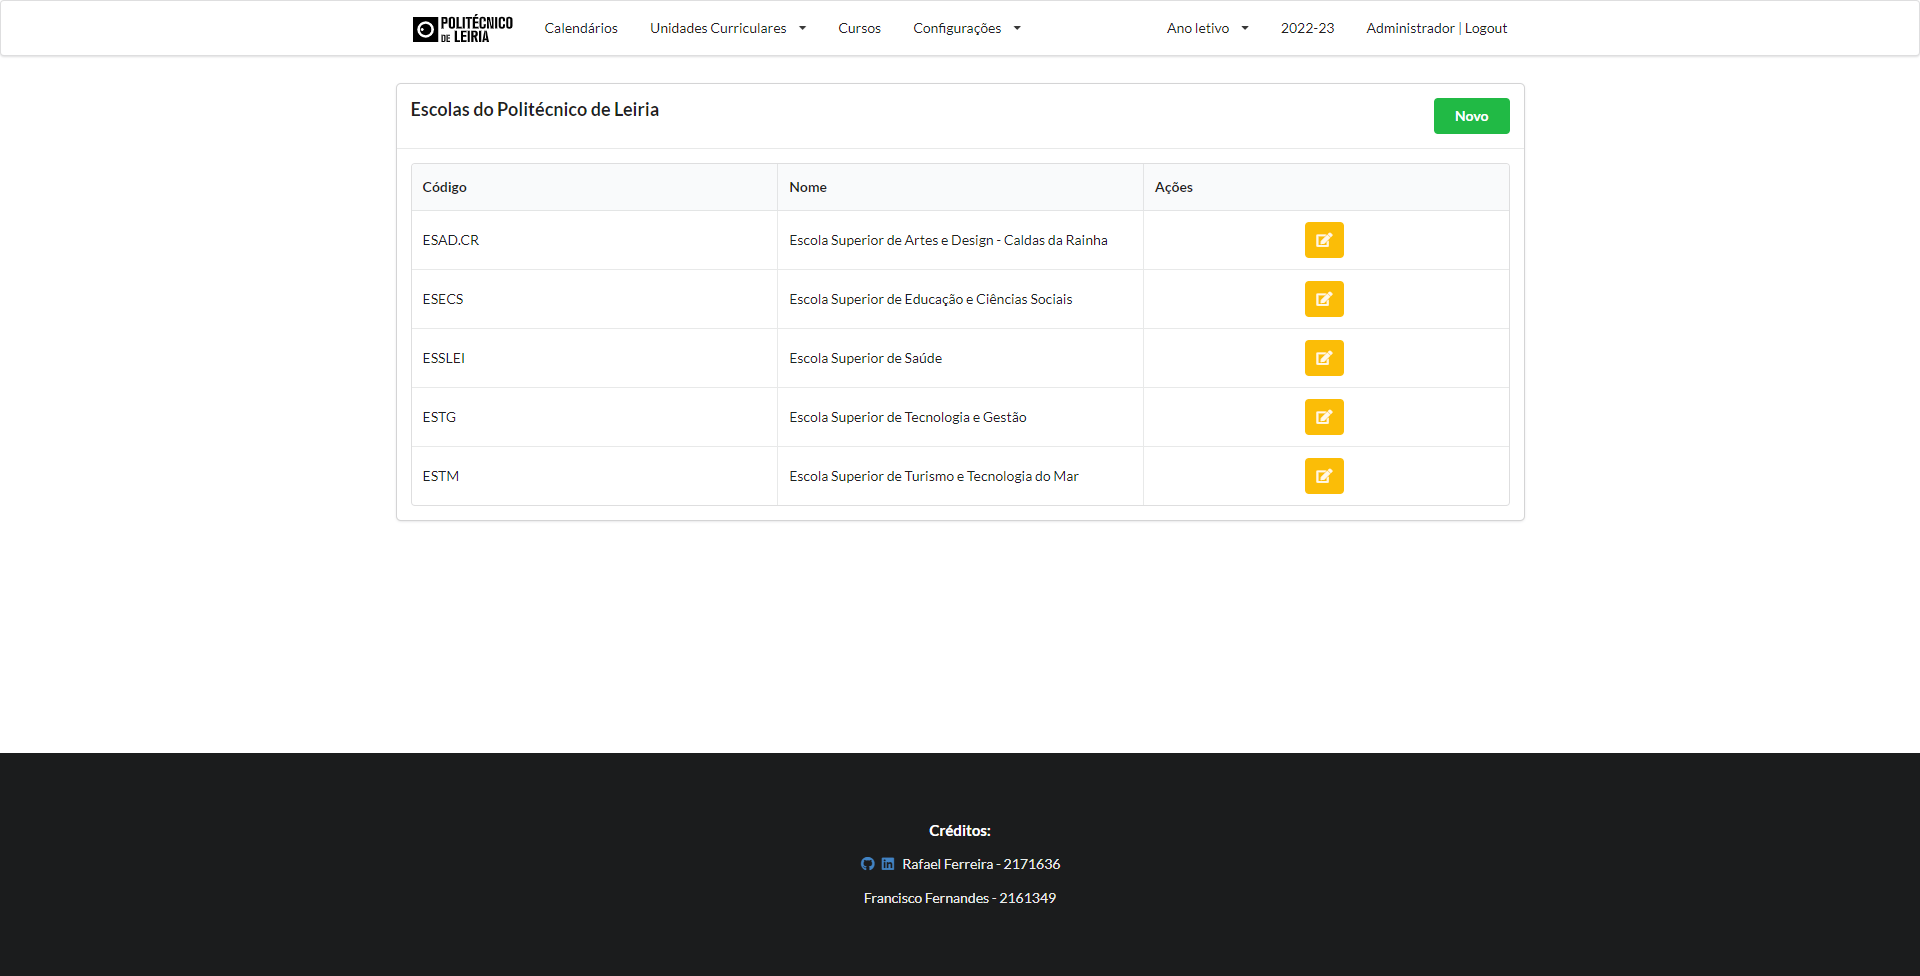 POLITÉCNICO DE LEIRIA
Calendários
Unidades Curriculares
Cursos
Configurações
Ano letivo
2022-23
Administrador | Logout
Escolas do Politécnico de Leiria
Novo
Código Nome Ações
ESAD.CR Escola Superior de Artes e Design - Caldas da Rainha
ESECS Escola Superior de Educação e Ciências Sociais
ESSLEI Escola Superior de Saúde
ESTG Escola Superior de Tecnologia e Gestão
ESTM Escola Superior de Turismo e Tecnologia do Mar
Créditos:
Rafael Ferreira - 2171636
Francisco Fernandes - 2161349